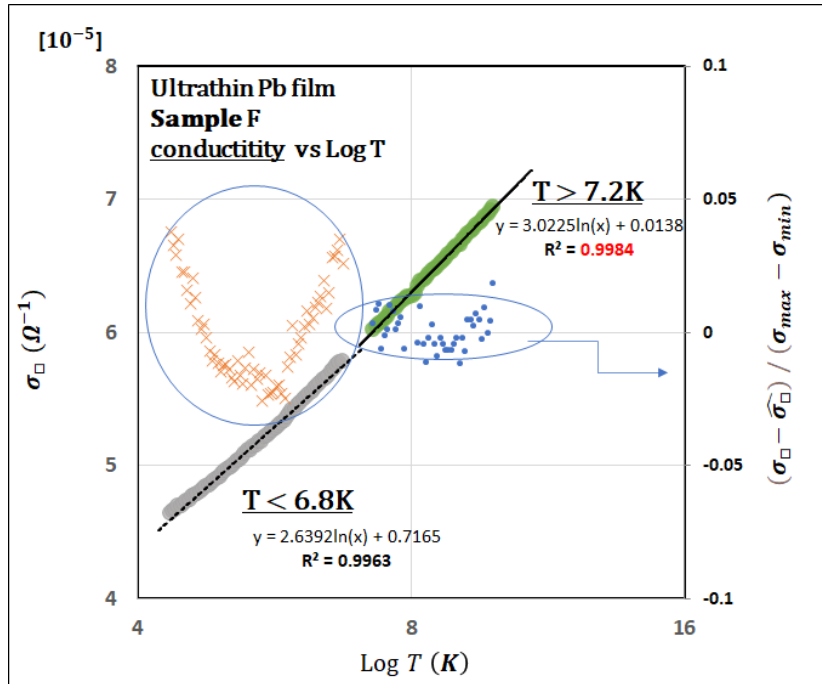 [10⁻⁵]
8
7
6
5
4
σ□ (Ω⁻¹)
Ultrathin Pb film
Sample F
conductitity vs Log T
T > 7.2K
y = 3.0225ln(x) + 0.0138
R² = 0.9984
T < 6.8K
y = 2.6392ln(x) + 0.7165
R² = 0.9963
0.1
0.05
0
-0.05
-0.1
(σ□ − σ□̂) / (σmax − σmin)
4
8
16
Log T (K)